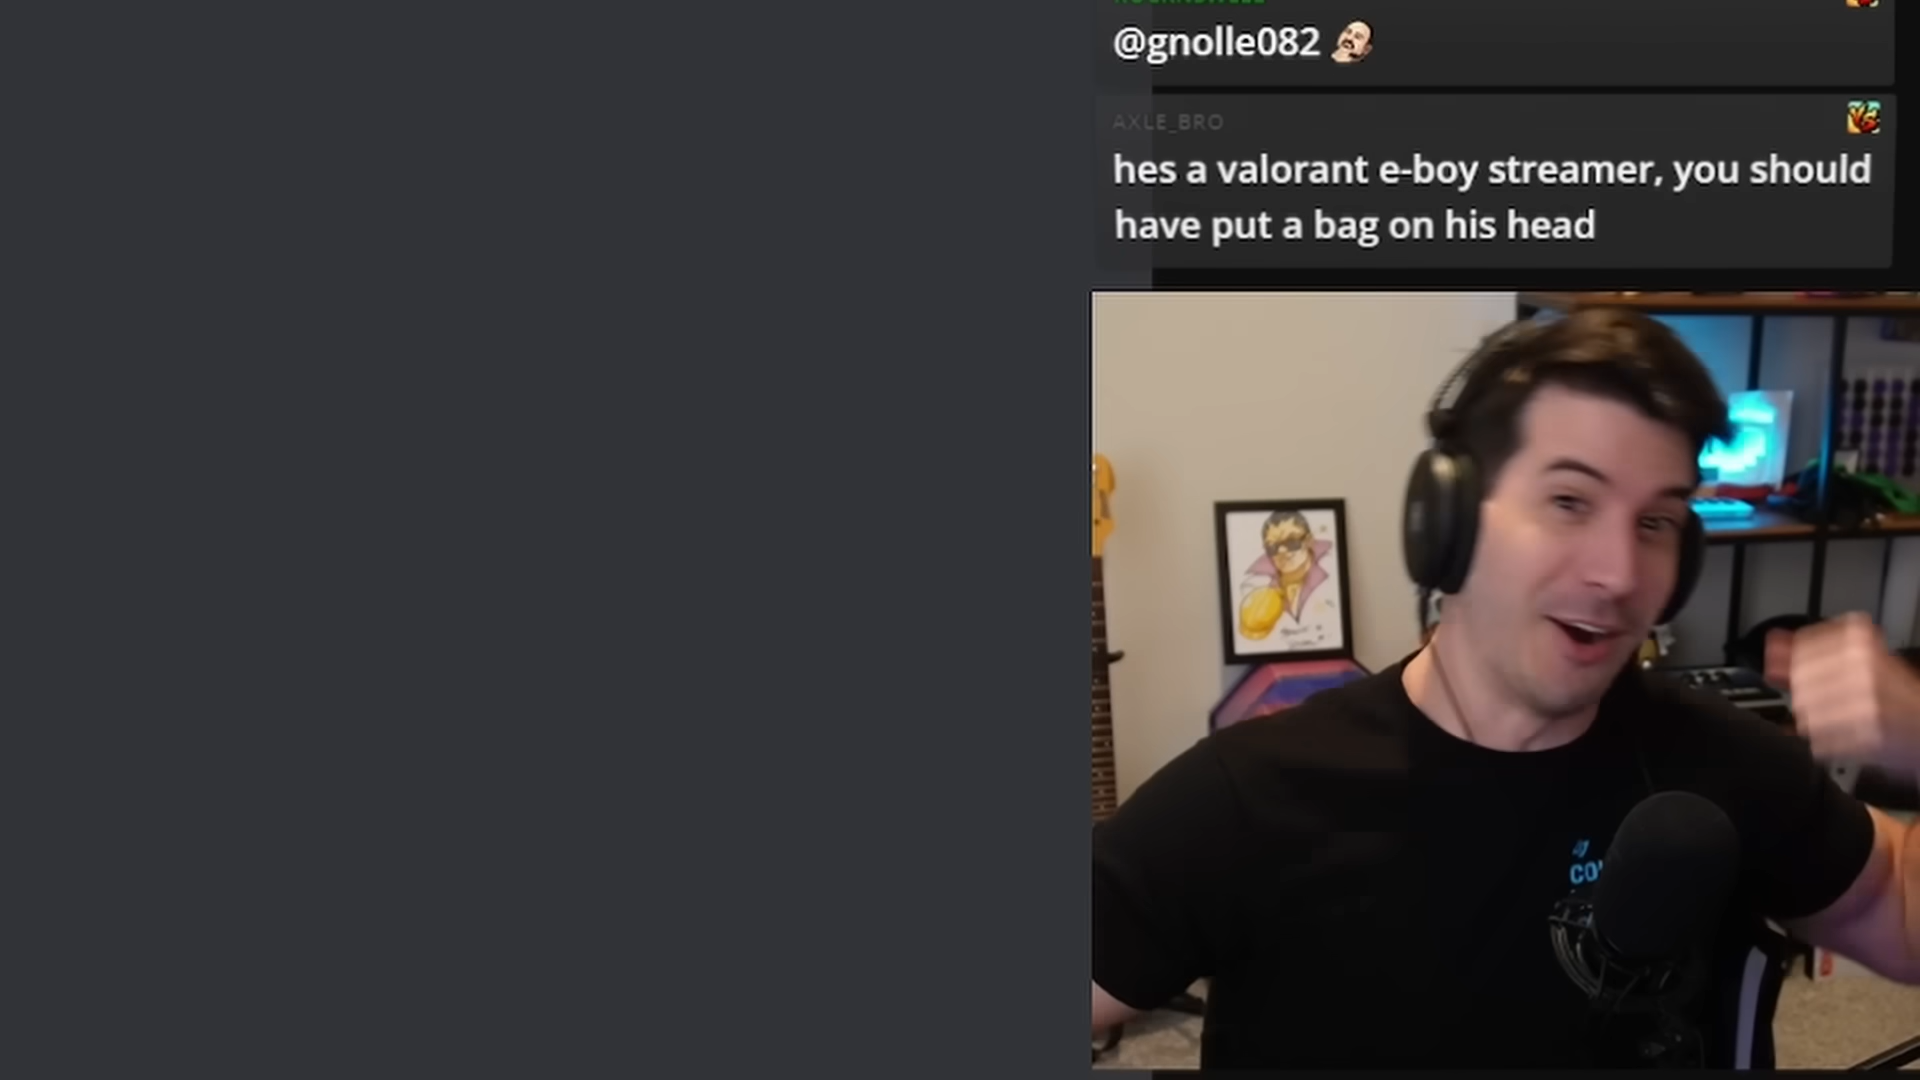 @gnolle082
AXLE_BRO
hes a valorant e-boy streamer, you should
have put a bag on his head